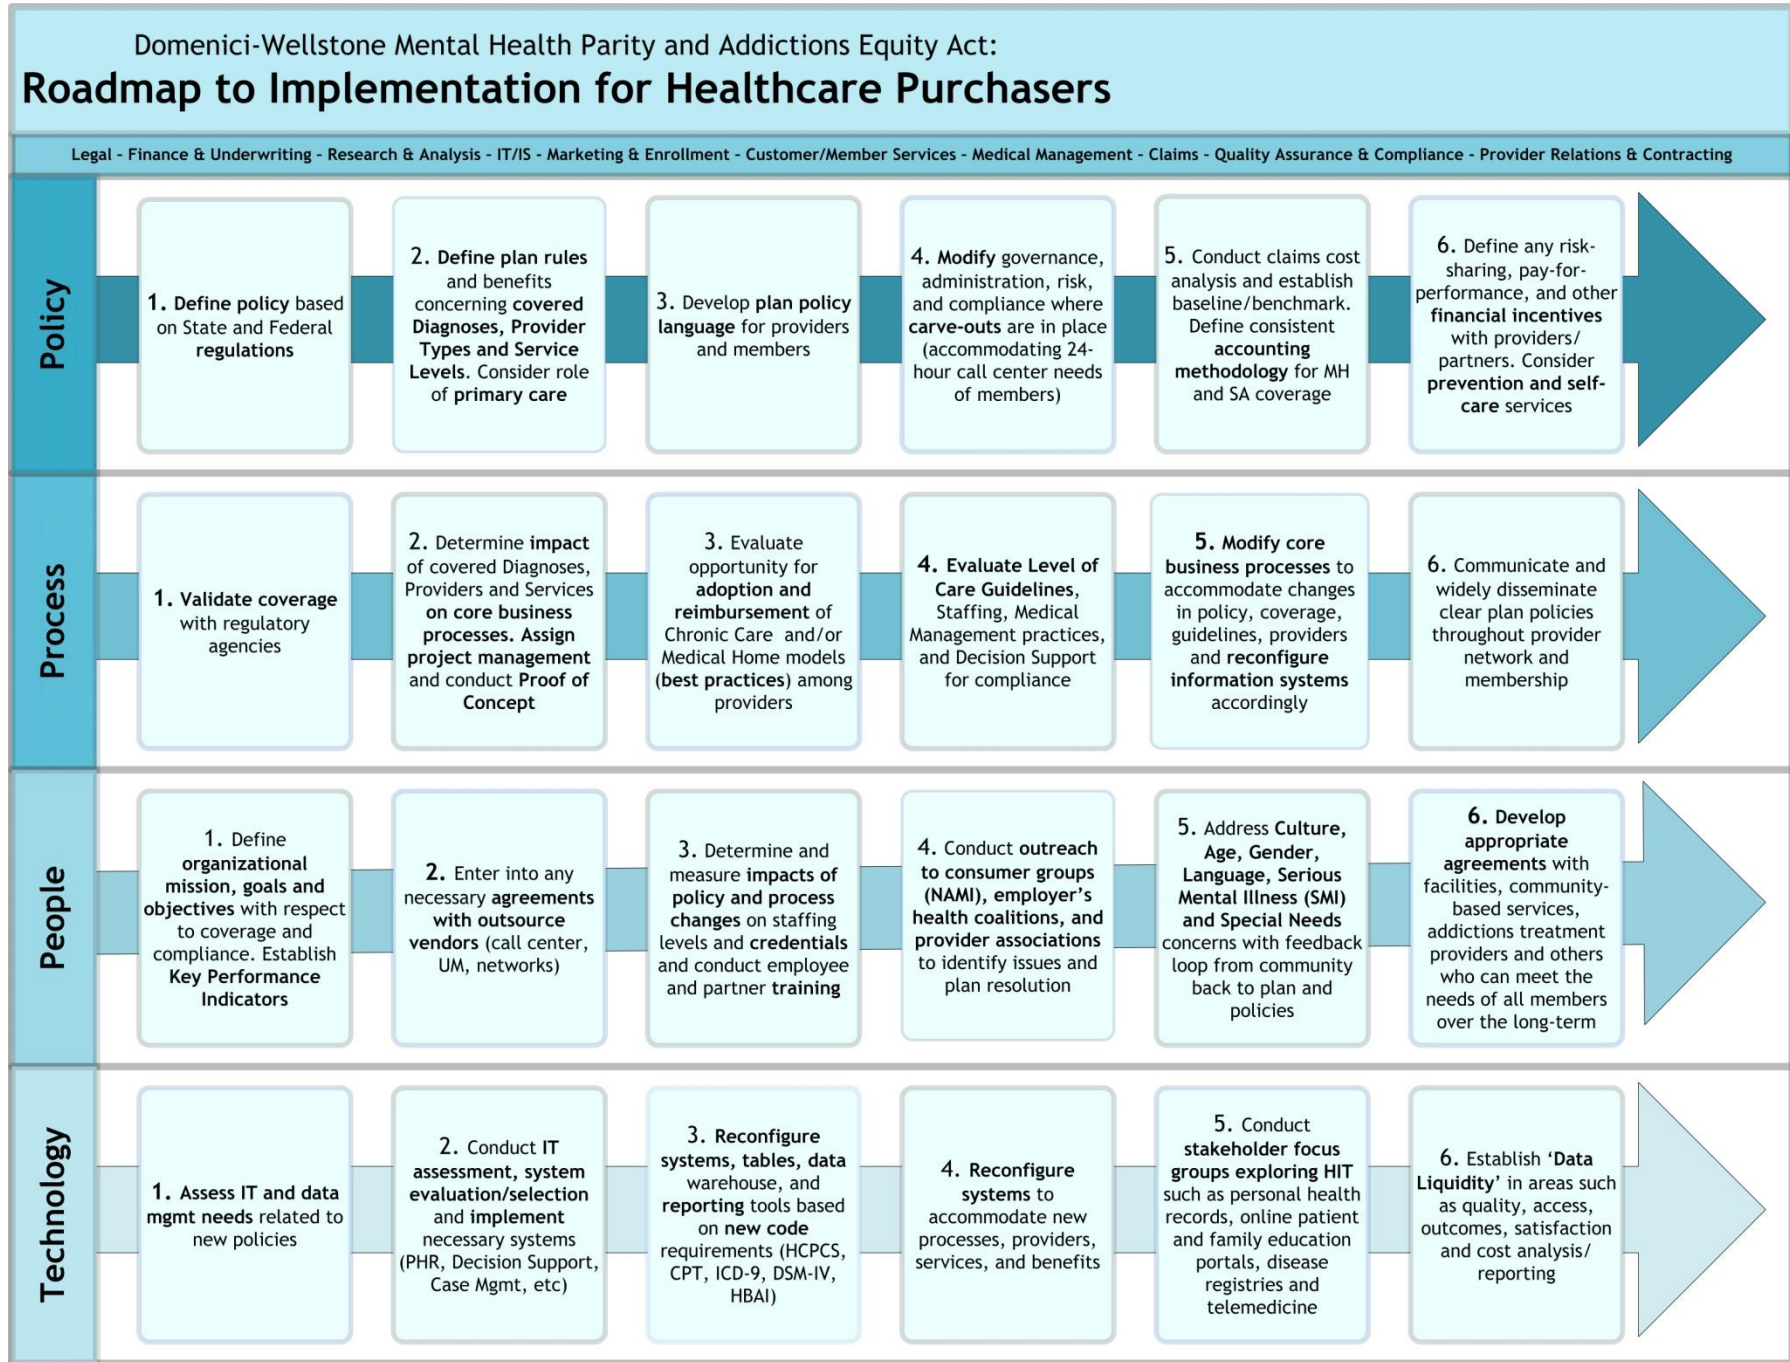 Domenici-Wellstone Mental Health Parity and Addictions Equity Act:
Roadmap to Implementation for Healthcare Purchasers
Legal - Finance & Underwriting - Research & Analysis - IT/IS - Marketing & Enrollment - Customer/Member Services - Medical Management - Claims - Quality Assurance & Compliance - Provider Relations & Contracting
Policy
1. Define policy based
on State and Federal
regulations
2. Define plan rules
and benefits
concerning covered
Diagnoses, Provider
Types and Service
Levels. Consider role
of primary care
3. Develop plan policy
language for providers
and members
4. Modify governance,
administration, risk,
and compliance where
carve-outs are in place
(accommodating 24-
hour call center needs
of members)
5. Conduct claims cost
analysis and establish
baseline/benchmark.
Define consistent
accounting
methodology for MH
and SA coverage
6. Define any risk-
sharing, pay-for-
performance, and other
financial incentives
with providers/
partners. Consider
prevention and self-
care services
Process
1. Validate coverage
with regulatory
agencies
2. Determine impact
of covered Diagnoses,
Providers and Services
on core business
processes. Assign
project management
and conduct Proof of
Concept
3. Evaluate
opportunity for
adoption and
reimbursement of
Chronic Care and/or
Medical Home models
(best practices) among
providers
4. Evaluate Level of
Care Guidelines,
Staffing, Medical
Management practices,
and Decision Support
for compliance
5. Modify core
business processes to
accommodate changes
in policy, coverage,
guidelines, providers
and reconfigure
information systems
accordingly
6. Communicate and
widely disseminate
clear plan policies
throughout provider
network and
membership
People
1. Define
organizational
mission, goals and
objectives with respect
to coverage and
compliance. Establish
Key Performance
Indicators
2. Enter into any
necessary agreements
with outsource
vendors (call center,
UM, networks)
3. Determine and
measure impacts of
policy and process
changes on staffing
levels and credentials
and conduct employee
and partner training
4. Conduct outreach
to consumer groups
(NAMI), employer's
health coalitions, and
provider associations
to identify issues and
plan resolution
5. Address Culture,
Age, Gender,
Language, Serious
Mental Illness (SMI)
and Special Needs
concerns with feedback
loop from community
back to plan and
policies
6. Develop
appropriate
agreements with
facilities, community-
based services,
addictions treatment
providers and others
who can meet the
needs of all members
over the long-term
Technology
1. Assess IT and data
mgmt needs related to
new policies
2. Conduct IT
assessment, system
evaluation/selection
and implement
necessary systems
(PHR, Decision Support,
Case Mgmt, etc)
3. Reconfigure
systems, tables, data
warehouse, and
reporting tools based
on new code
requirements (HCPCS,
CPT, ICD-9, DSM-IV,
HBAI)
4. Reconfigure
systems to
accommodate new
processes, providers,
services, and benefits
5. Conduct
stakeholder focus
groups exploring HIT
such as personal health
records, online patient
and family education
portals, disease
registries and
telemedicine
6. Establish ‘Data
Liquidity’ in areas such
as quality, access,
outcomes, satisfaction
and cost analysis/
reporting